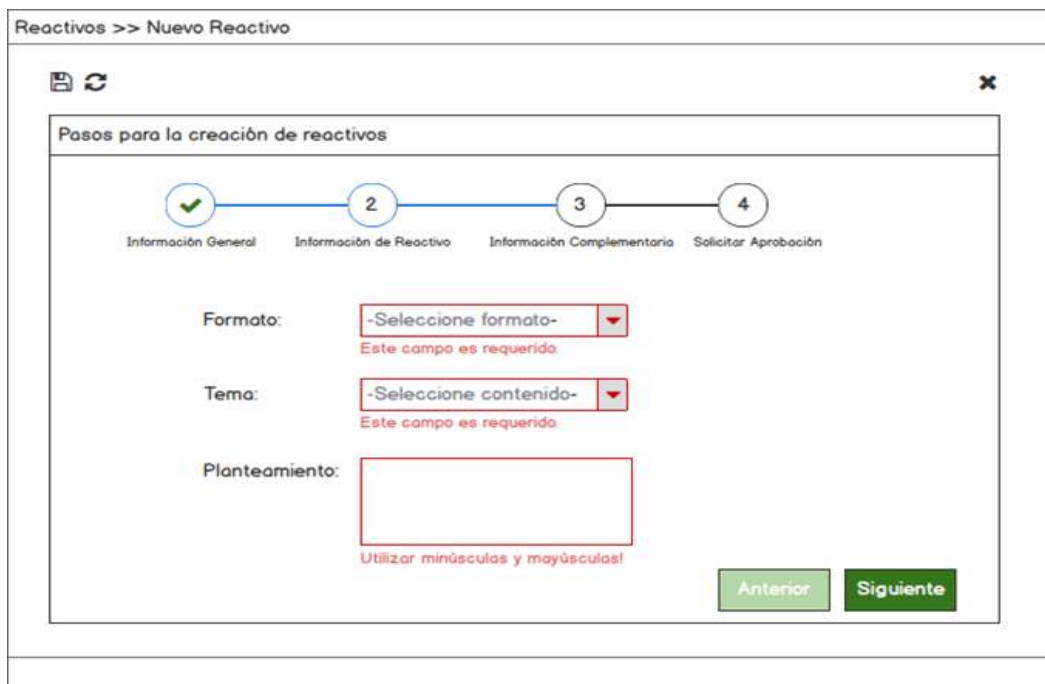 Reactivos >> Nuevo Reactivo
Pasos para la creación de reactivos
2 3 4
Información General Información de Reactivo Información Complementaria Solicitar Aprobación
Formato: -Seleccione formato-
Este campo es requerido.
Tema: -Seleccione contenido-
Este campo es requerido.
Planteamiento:
Utilizar minúsculas y mayúsculas!
Anterior Siguiente